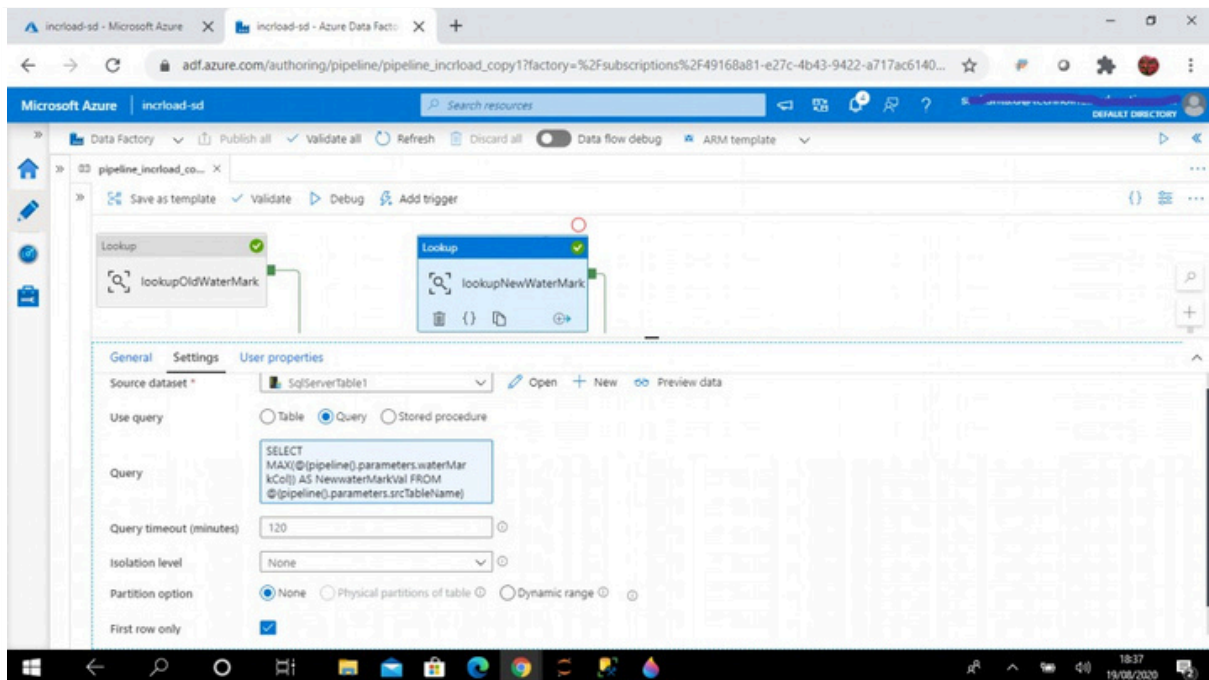 incrload-sd - Microsoft Azure
incrload-sd - Azure Data Facto
adf.azure.com/authoring/pipeline/pipeline_incrload_copy1?factory=%2Fsubscriptions%2F49168a81-e27c-4b43-9422-a717ac6140...
Microsoft Azure incrload-sd Search resources 4 ?
DEFAULT DIRECTORY
Data Factory Publish all Validate all Refresh Discard all Data flow debug ARM template
pipeline_incrload_co...
Save as template Validate Debug Add trigger
Lookup
lookupOldWaterMark
Lookup
lookupNewWaterMark
General Settings User properties
Source dataset * SqlServerTable1 Open New Preview data
Use query Table Query Stored procedure
Query
SELECT
MAX(@{pipeline().parameters.waterMar
kCol}) AS NewwaterMarkVal FROM
@{pipeline().parameters.srcTableName}
Query timeout (minutes) 120
Isolation level None
Partition option None Physical partitions of table Dynamic range
First row only
18:37
19/08/2020